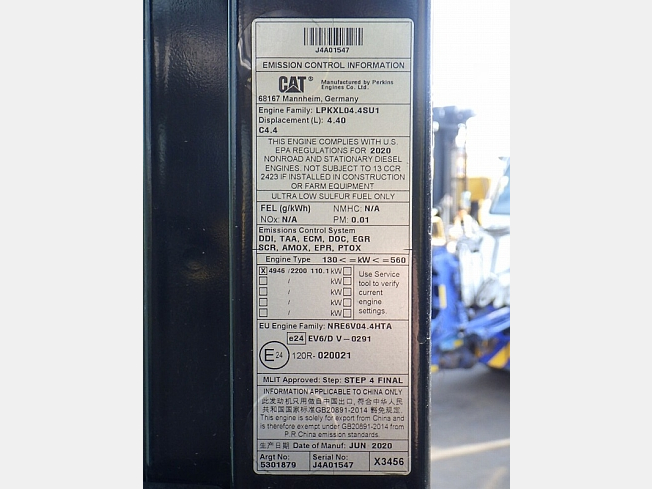 J4A01547
EMISSION CONTROL INFORMATION
CAT® Manufactured by Perkins
Engines Co. Ltd.
68167 Mannheim, Germany
Engine Family: LPKXL04.4SU1
Displacement (L): 4.40
C4.4
THIS ENGINE COMPLIES WITH U.S.
EPA REGULATIONS FOR 2020
NONROAD AND STATIONARY DIESEL
ENGINES. NOT SUBJECT TO 13 CCR
2423 IF INSTALLED IN CONSTRUCTION
OR FARM EQUIPMENT
ULTRA LOW SULFUR FUEL ONLY
FEL (g/kWh) NMHC: N/A
NOx: N/A PM: 0.01
Emissions Control System
DDI, TAA, ECM, DOC, EGR
SCR, AMOX, EPR, PTOX
Engine Type 130 < =kW < =560
X 4946 /2200 110.1 kW
/ kW
/ kW
/ kW
/ kW
Use Service
tool to verify
current
engine
settings.
EU Engine Family: NRE6V04.4HTA
e24 EV6/D V-0291
E24 120R- 020021
MLIT Approved: Step: STEP 4 FINAL
INFORMATION APPLICABLE TO CHINA ONLY
此发动机只用做自中国出口, 符合中华人民
共和国国家标准GB20891-2014 豁免规定.
This engine is solely for export from China and
is therefore exempt under GB20891-2014 from
P.R.China emission standards.
生产日期 Date of Manuf: JUN 2020
Argt No: Serial No:
5301879 J4A01547 X3456